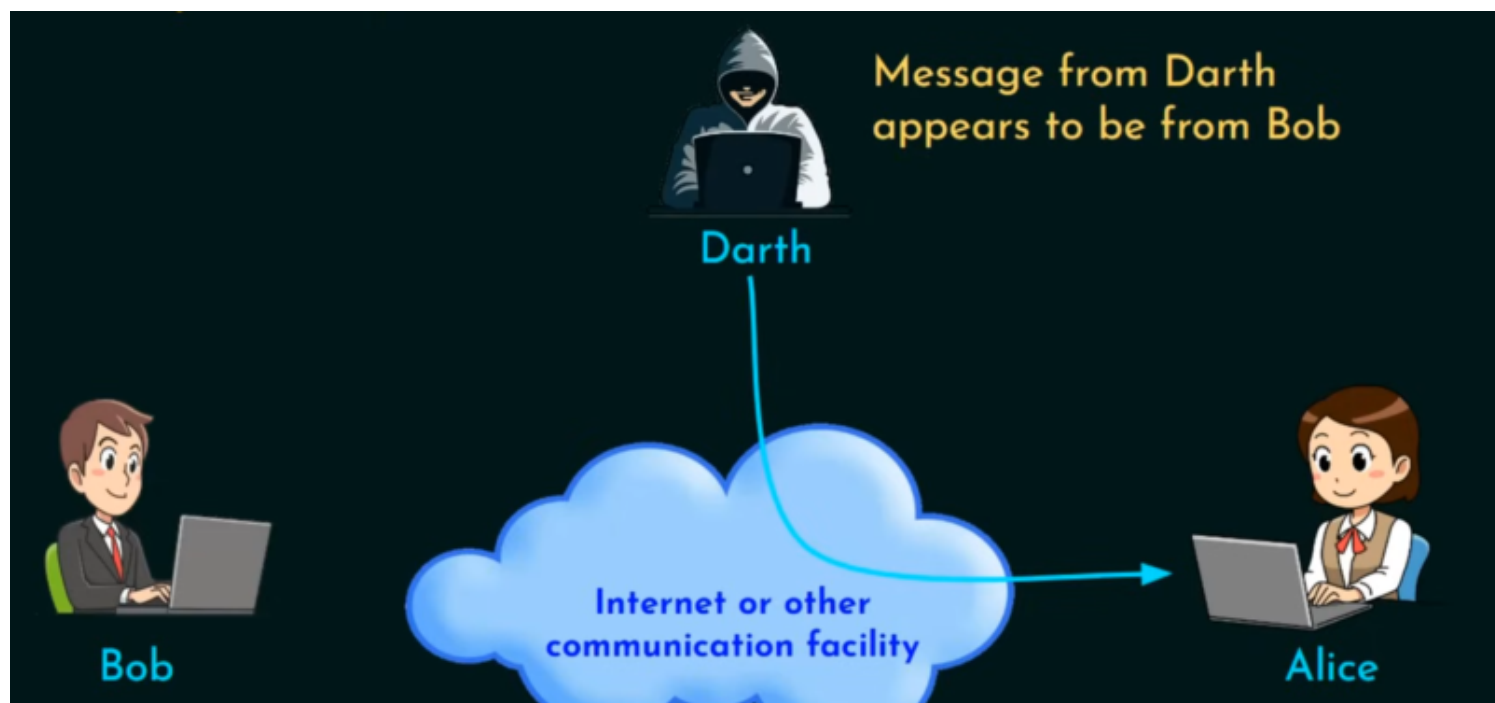 Message from Darth
appears to be from Bob
Darth
Internet or other
communication facility
Bob
Alice